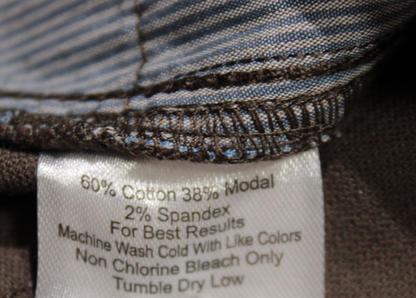 60% Cotton 38% Modal
2% Spandex
For Best Results
Machine Wash Cold With Like Colors
Non Chlorine Bleach Only
Tumble Dry Low